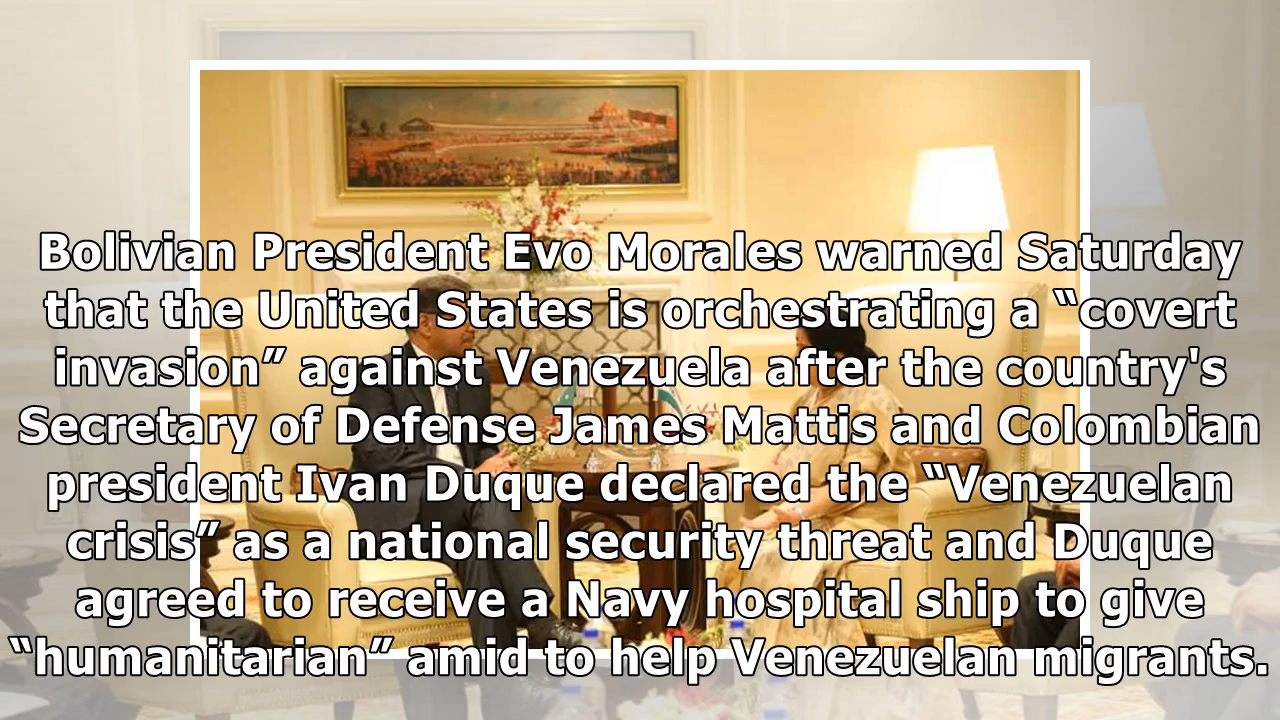 Bolivian President Evo Morales warned Saturday
that the United States is orchestrating a “covert
invasion” against Venezuela after the country's
Secretary of Defense James Mattis and Colombian
president Ivan Duque declared the “Venezuelan
crisis” as a national security threat and Duque
agreed to receive a Navy hospital ship to give
“humanitarian” amid to help Venezuelan migrants.